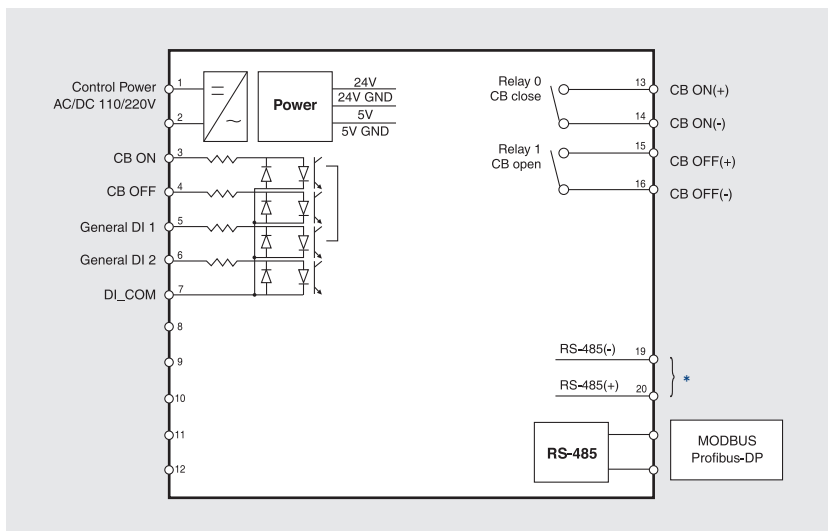 Control Power
AC/DC 110/220V
1
2
Power
24V
24V GND
5V
5V GND
CB ON
3
CB OFF
4
General DI 1
5
General DI 2
6
DI_COM
7
8
9
10
11
12
Relay 0
CB close
13
CB ON(+)
14
CB ON(-)
Relay 1
CB open
15
CB OFF(+)
16
CB OFF(-)
RS-485(-)
19
*
RS-485(+)
20
RS-485
MODBUS
Profibus-DP